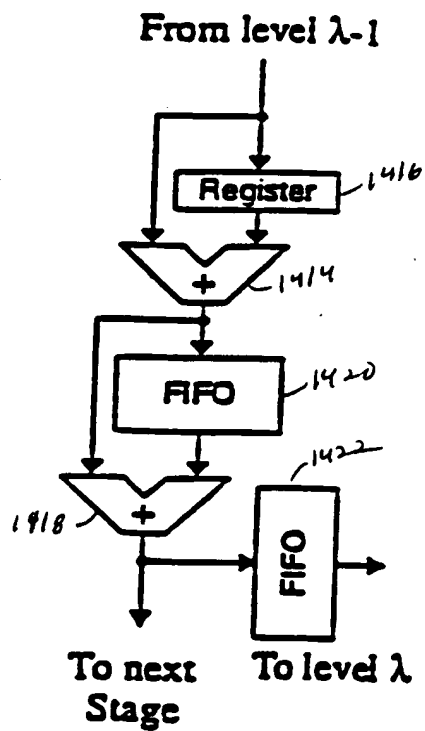 From level λ-1
Register
1416
+
1414
FIFO
1420
1422
+
1418
FIFO
To next
Stage
To level λ